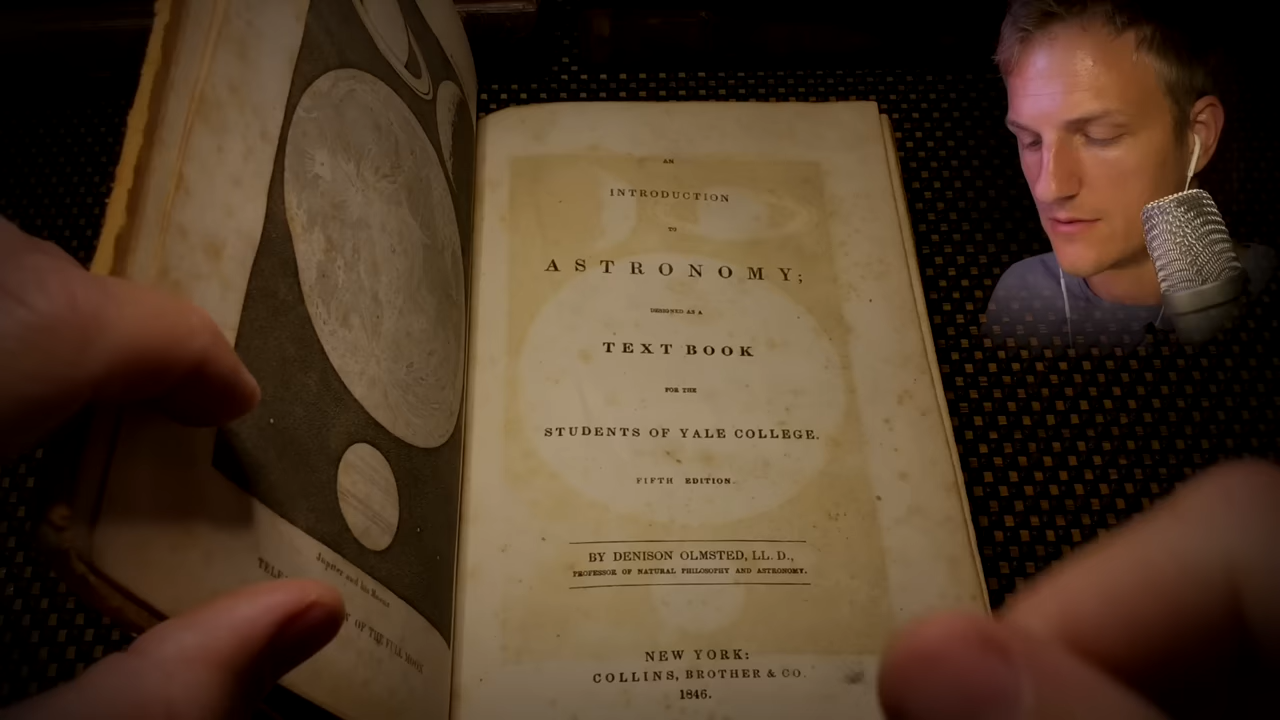 Jupiter and his Moons
OF THE FULL MOON
AN
INTRODUCTION
TO
ASTRONOMY;
DESIGNED AS A
TEXT BOOK
FOR THE
STUDENTS OF YALE COLLEGE.
FIFTH EDITION.
BY DENISON OLMSTED, LL. D.,
PROFESSOR OF NATURAL PHILOSOPHY AND ASTRONOMY.
NEW YORK:
COLLINS, BROTHER & CO.
1846.